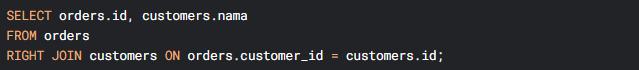 SELECT orders.id, customers.nama
FROM orders
RIGHT JOIN customers ON orders.customer_id = customers.id;